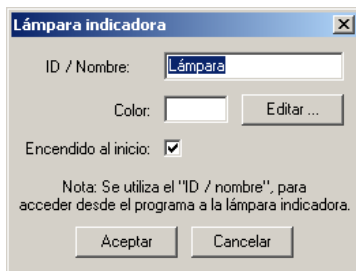 Lámpara indicadora
ID / Nombre: Lámpara
Color: Editar ...
Encendido al inicio:
Nota: Se utiliza el "ID / nombre", para
acceder desde el programa a la lámpara indicadora.
Aceptar Cancelar